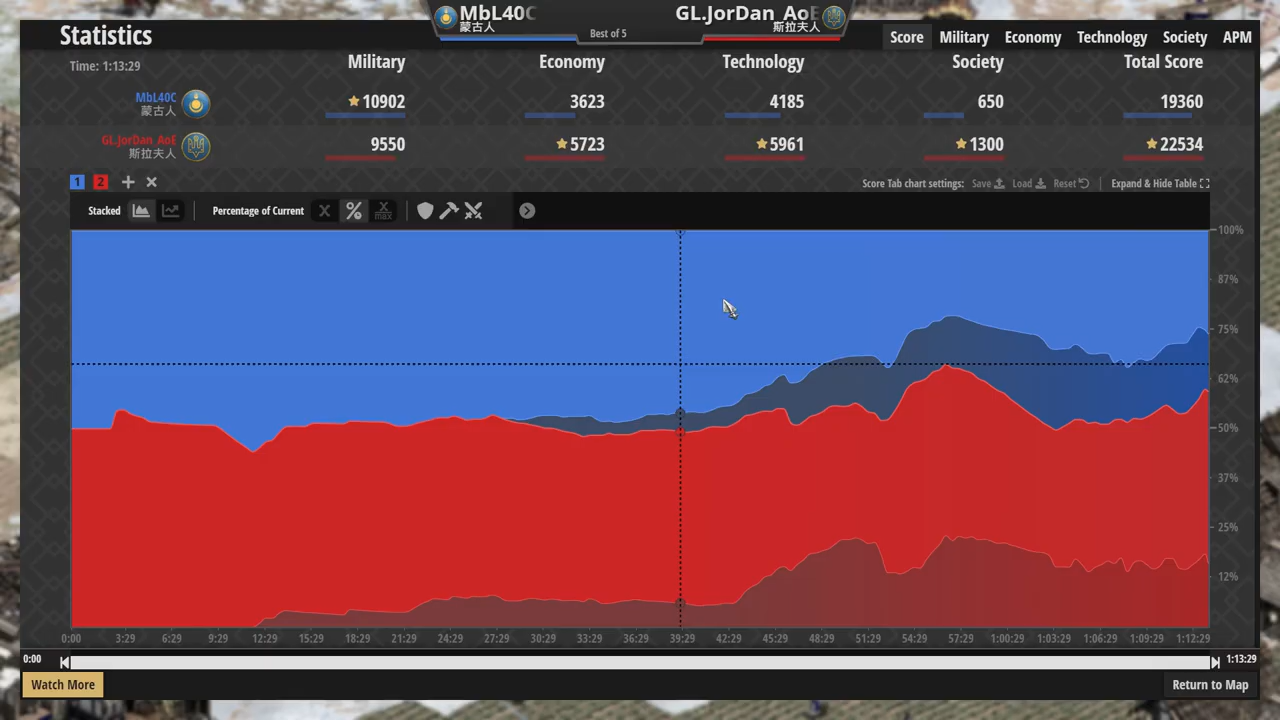 MbL40C
蒙古人
Best of 5
GL.JorDan_AoE
斯拉夫人
Statistics
Score Military Economy Technology Society APM
Time: 1:13:29
Military Economy Technology Society Total Score
MbL40C
蒙古人
10902 3623 4185 650 19360
GL.JorDan_AoE
斯拉夫人
9550 5723 5961 1300 22534
1 2
Score Tab chart settings: Save Load Reset Expand & Hide Table
Stacked Percentage of Current X % X max
100%
87%
75%
62%
50%
37%
25%
12%
0:00 3:29 6:29 9:29 12:29 15:29 18:29 21:29 24:29 27:29 30:29 33:29 36:29 39:29 42:29 45:29 48:29 51:29 54:29 57:29 1:00:29 1:03:29 1:06:29 1:09:29 1:12:29
0:00 1:13:29
Watch More Return to Map